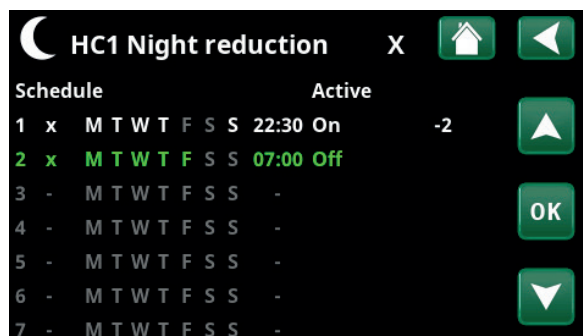 HC1 Night reduction X
Schedule Active
1 x M T W T F S S 22:30 On -2
2 x M T W T F S S 07:00 Off
3 - M T W T F S S -
4 - M T W T F S S -
OK
5 - M T W T F S S -
6 - M T W T F S S -
7 - M T W T F S S -